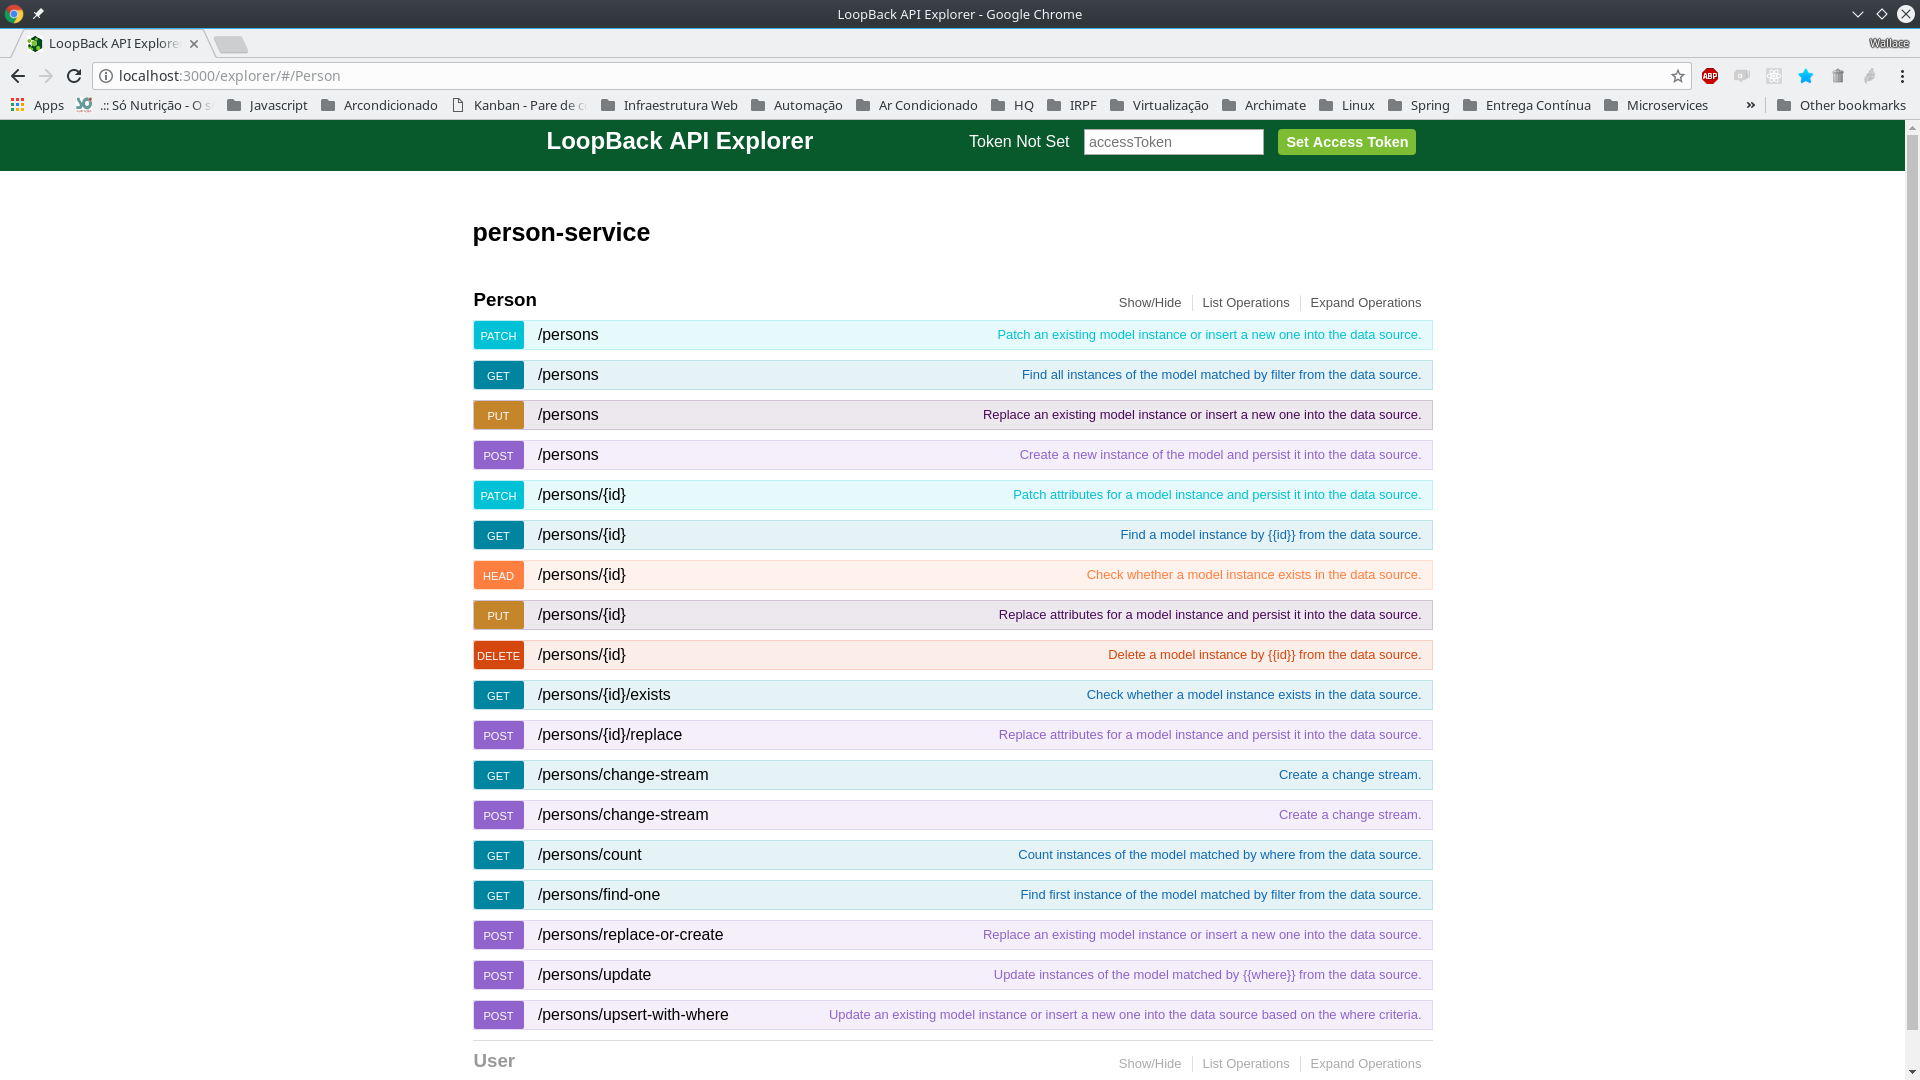 LoopBack API Explorer - Google Chrome
LoopBack API Explore
Wallace
localhost:3000/explorer/#/Person
ABP
Apps .:: Só Nutrição - O s Javascript Arcondicionado Kanban - Pare de c Infraestrutura Web Automação Ar Condicionado HQ IRPF Virtualização Archimate Linux Spring Entrega Contínua Microservices » Other bookmarks
LoopBack API Explorer Token Not Set accessToken Set Access Token
person-service
Person Show/Hide List Operations Expand Operations
PATCH /persons Patch an existing model instance or insert a new one into the data source.
GET /persons Find all instances of the model matched by filter from the data source.
PUT /persons Replace an existing model instance or insert a new one into the data source.
POST /persons Create a new instance of the model and persist it into the data source.
PATCH /persons/{id} Patch attributes for a model instance and persist it into the data source.
GET /persons/{id} Find a model instance by {{id}} from the data source.
HEAD /persons/{id} Check whether a model instance exists in the data source.
PUT /persons/{id} Replace attributes for a model instance and persist it into the data source.
DELETE /persons/{id} Delete a model instance by {{id}} from the data source.
GET /persons/{id}/exists Check whether a model instance exists in the data source.
POST /persons/{id}/replace Replace attributes for a model instance and persist it into the data source.
GET /persons/change-stream Create a change stream.
POST /persons/change-stream Create a change stream.
GET /persons/count Count instances of the model matched by where from the data source.
GET /persons/find-one Find first instance of the model matched by filter from the data source.
POST /persons/replace-or-create Replace an existing model instance or insert a new one into the data source.
POST /persons/update Update instances of the model matched by {{where}} from the data source.
POST /persons/upsert-with-where Update an existing model instance or insert a new one into the data source based on the where criteria.
User Show/Hide List Operations Expand Operations